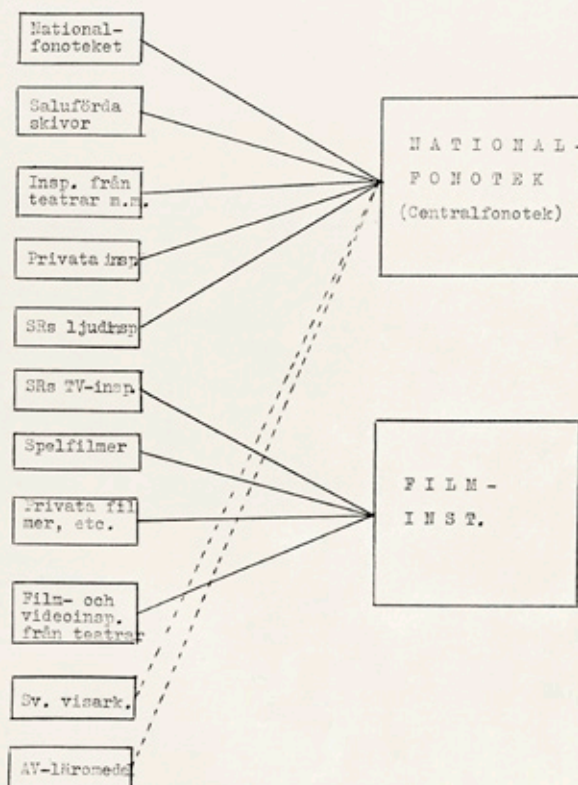 National-
fonoteket
Saluförda
skivor
Insp. från
teatrar m.m.
Privata insp
SRs ljudinsp
SRs TV-insp.
Spelfilmer
Privata fil
mer, etc.
Film- och
videoinsp.
från teatrar
Sv. visark.
AV-läromedel
NATIONAL-
FONOTEK
(Centralfonotek)
FILM-
INST.